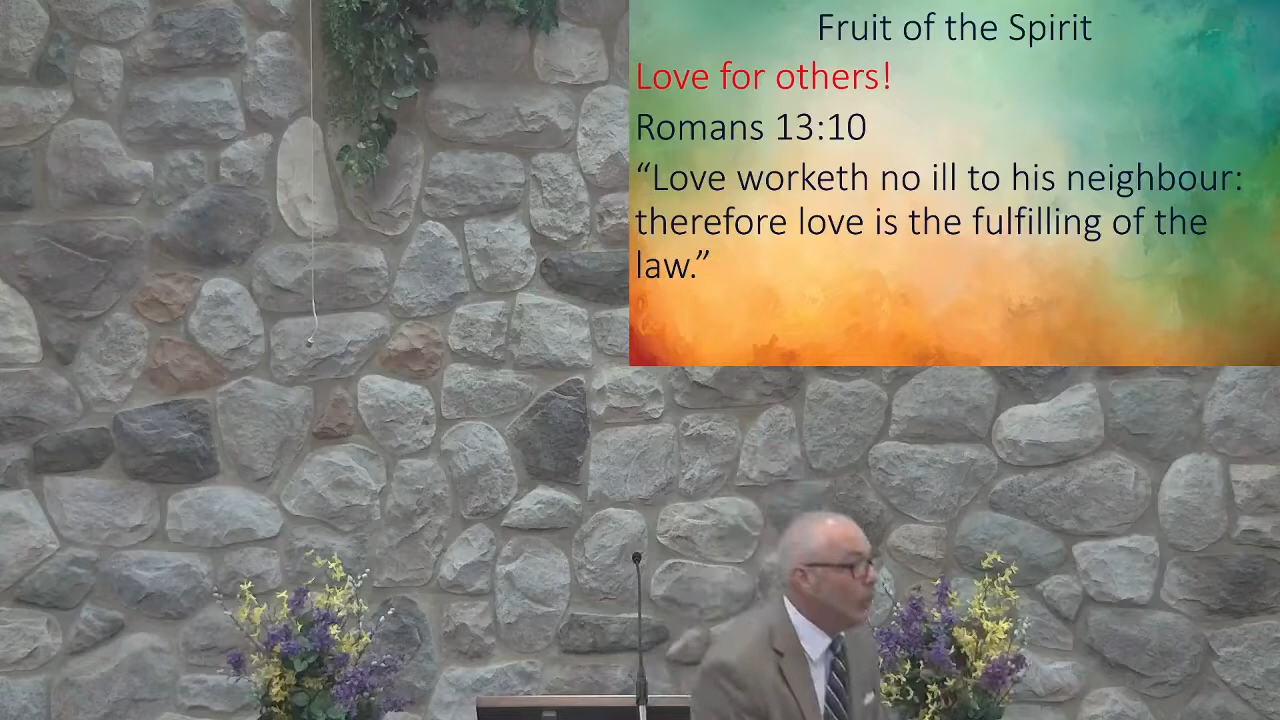 Fruit of the Spirit
Love for others!
Romans 13:10
“Love worketh no ill to his neighbour:
therefore love is the fulfilling of the
law.”